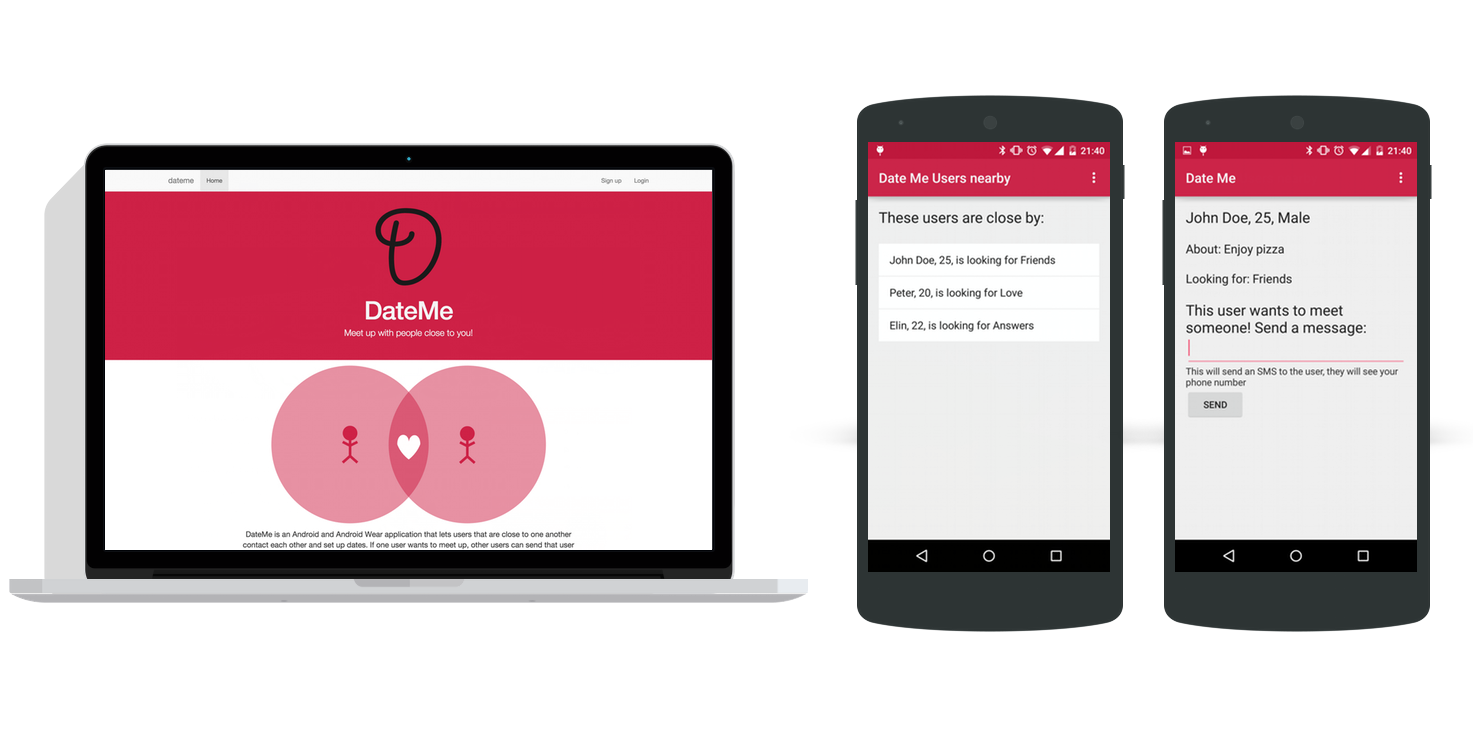 dateme Home Sign up Login
D
DateMe
Meet up with people close to you!
DateMe is an Android and Android Wear application that lets users that are close to one another
contact each other and set up dates. If one user wants to meet up, other users can send that user
21:40
Date Me Users nearby
These users are close by:
John Doe, 25, is looking for Friends
Peter, 20, is looking for Love
Elin, 22, is looking for Answers
21:40
Date Me
John Doe, 25, Male
About: Enjoy pizza
Looking for: Friends
This user wants to meet
someone! Send a message:
This will send an SMS to the user, they will see your
phone number
SEND